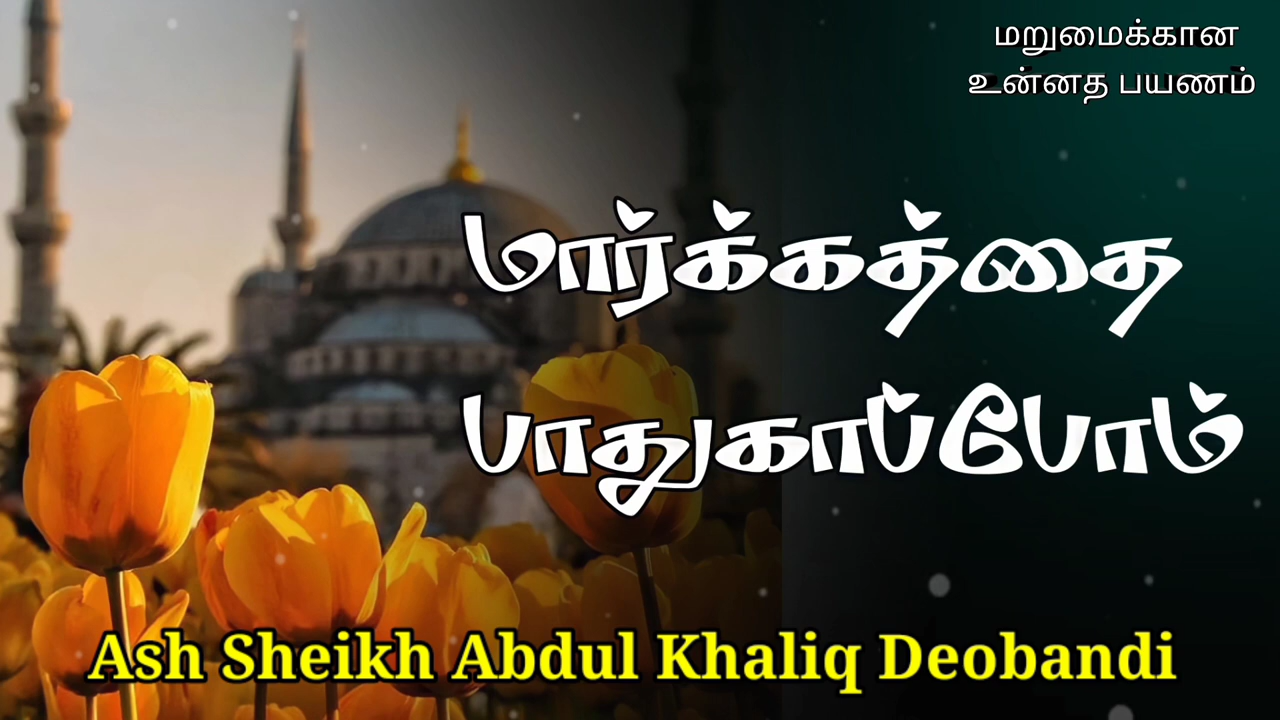 மறுமைக்கான
உன்னத பயணம்
மார்க்கத்தை
பாதுகாப்போம்
Ash Sheikh Abdul Khaliq Deobandi